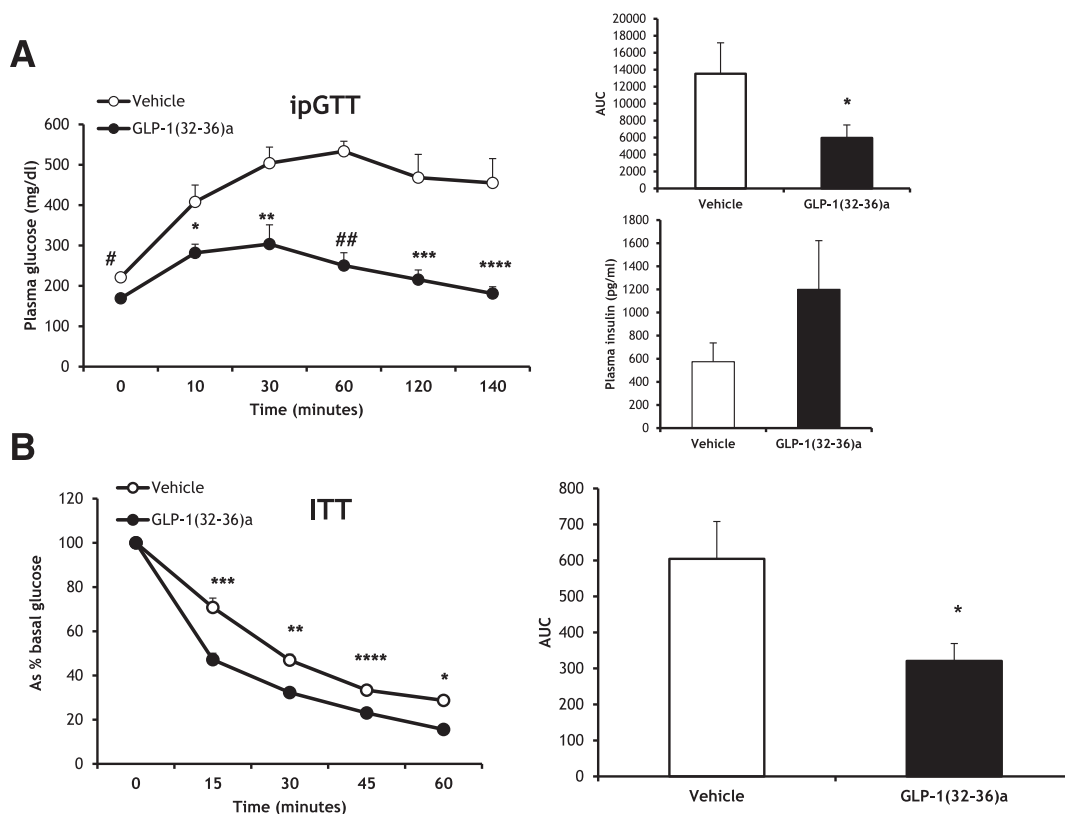 A
Vehicle
GLP-1(32-36)a
ipGTT
Plasma glucose (mg/dl)
600
500
400
300
200
100
0
#
*
**
##
***
****
0 10 30 60 120 140
Time (minutes)
AUC
20000
18000
16000
14000
12000
10000
8000
6000
4000
2000
0
*
Vehicle GLP-1(32-36)a
Plasma insulin (pg/ml)
1800
1600
1400
1200
1000
800
600
400
200
0
Vehicle GLP-1(32-36)a
B
Vehicle
GLP-1(32-36)a
ITT
As % basal glucose
120
100
80
60
40
20
0
***
**
****
*
0 15 30 45 60
Time (minutes)
AUC
800
700
600
500
400
300
200
100
0
*
Vehicle GLP-1(32-36)a